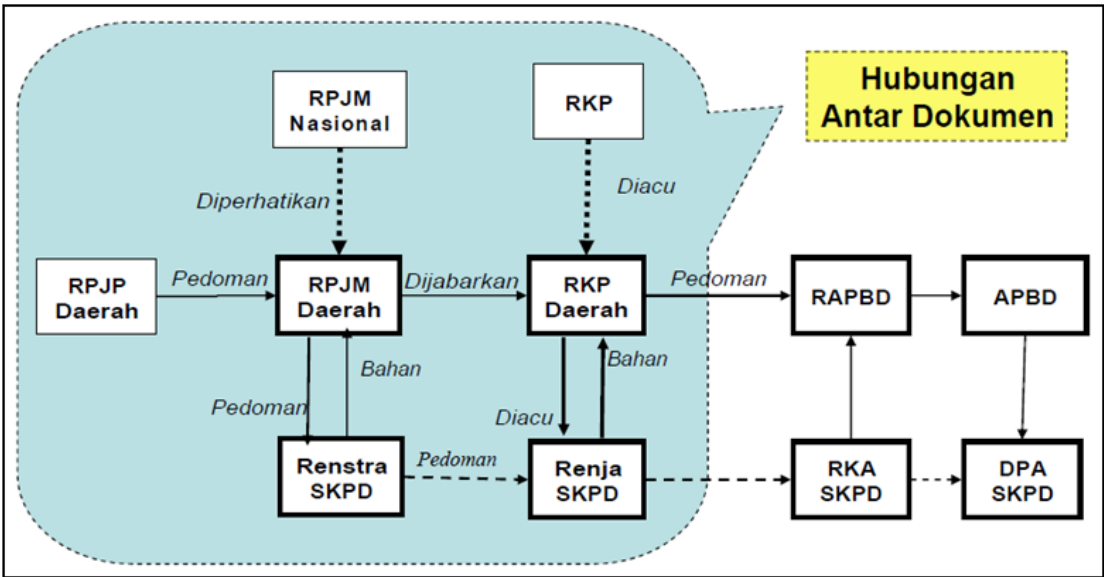 Hubungan
Antar Dokumen
RPJM
Nasional
RKP
Diperhatikan
Diacu
RPJP
Daerah
Pedoman
RPJM
Daerah
Dijabarkan
RKP
Daerah
Pedoman
RAPBD
APBD
Pedoman
Bahan
Diacu
Bahan
Renstra
SKPD
Pedoman
Renja
SKPD
RKA
SKPD
DPA
SKPD